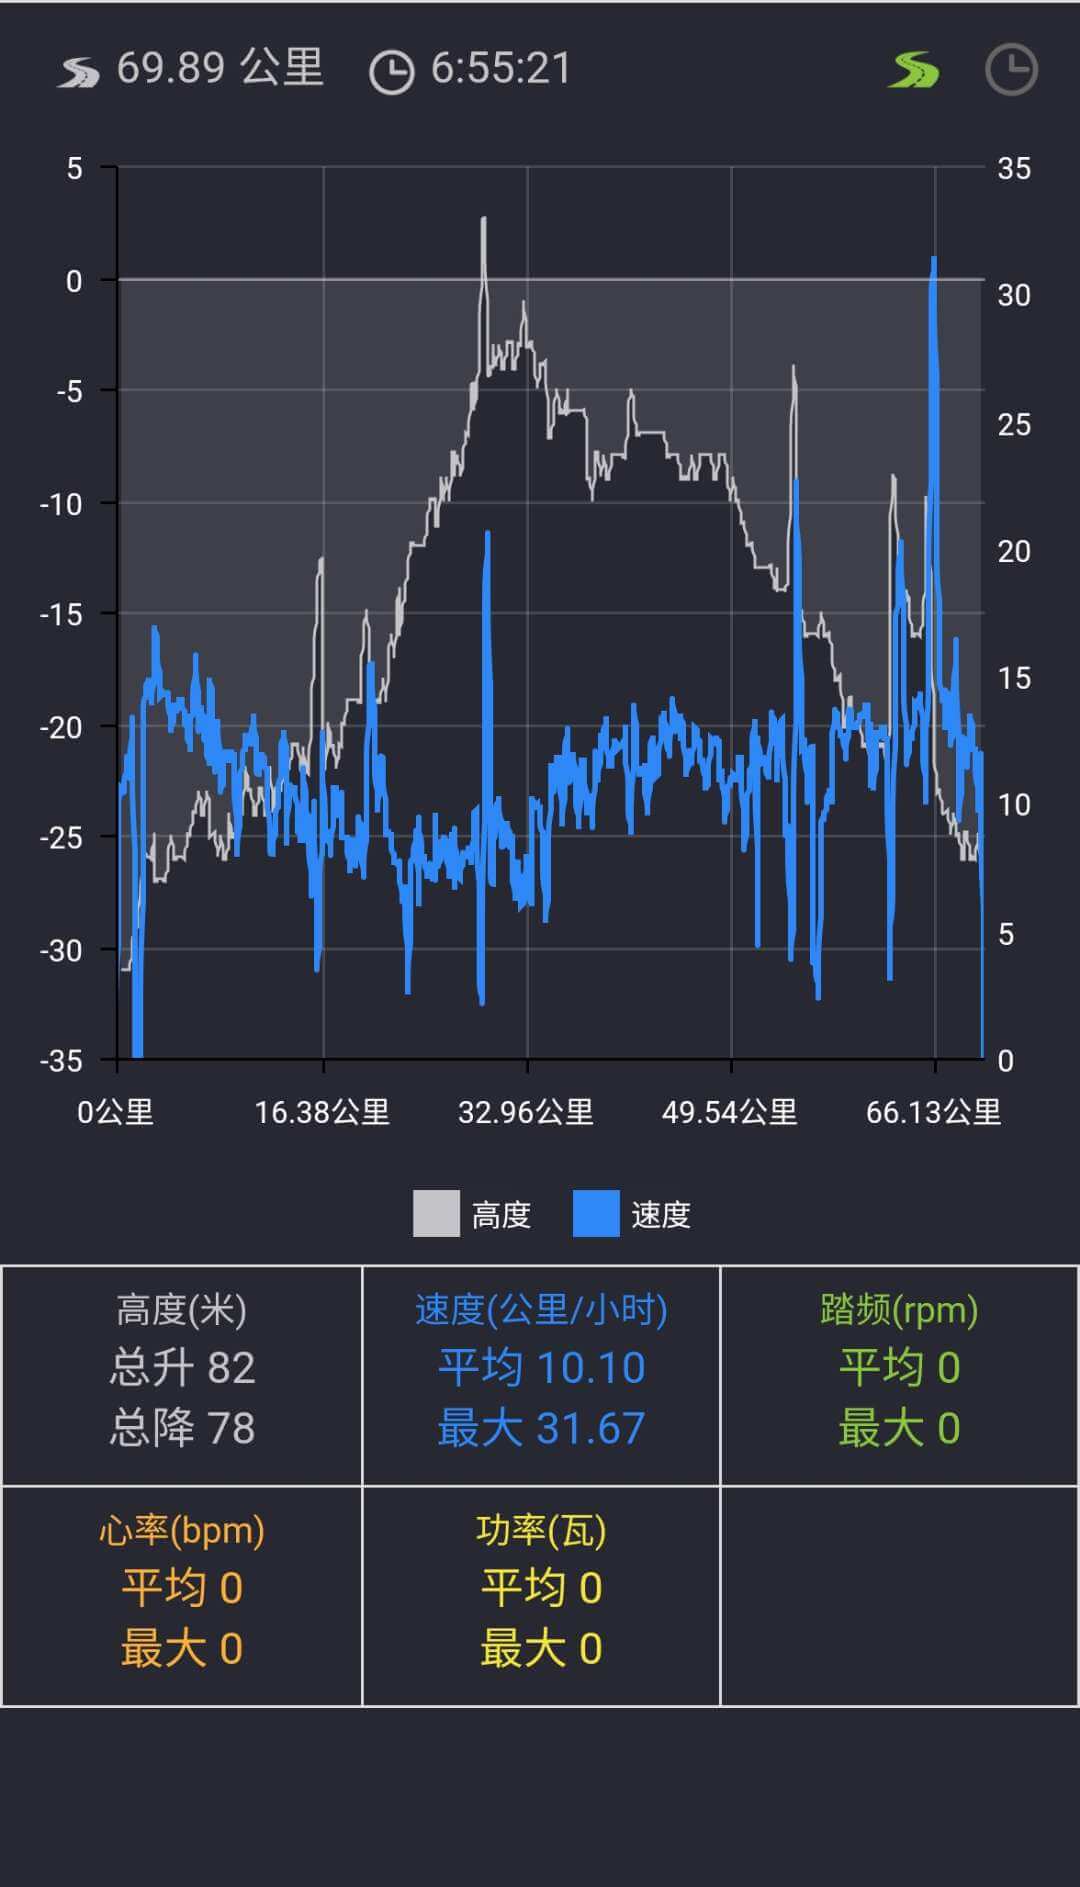 69.89 公里 6:55:21
5 35
0 30
-5 25
-10 20
-15 15
-20 10
-25 5
-30 0
-35
0公里 16.38公里 32.96公里 49.54公里 66.13公里
高度 速度
高度(米) 速度(公里/小时) 踏频(rpm)
总升 82 平均 10.10 平均 0
总降 78 最大 31.67 最大 0
心率(bpm) 功率(瓦)
平均 0 平均 0
最大 0 最大 0